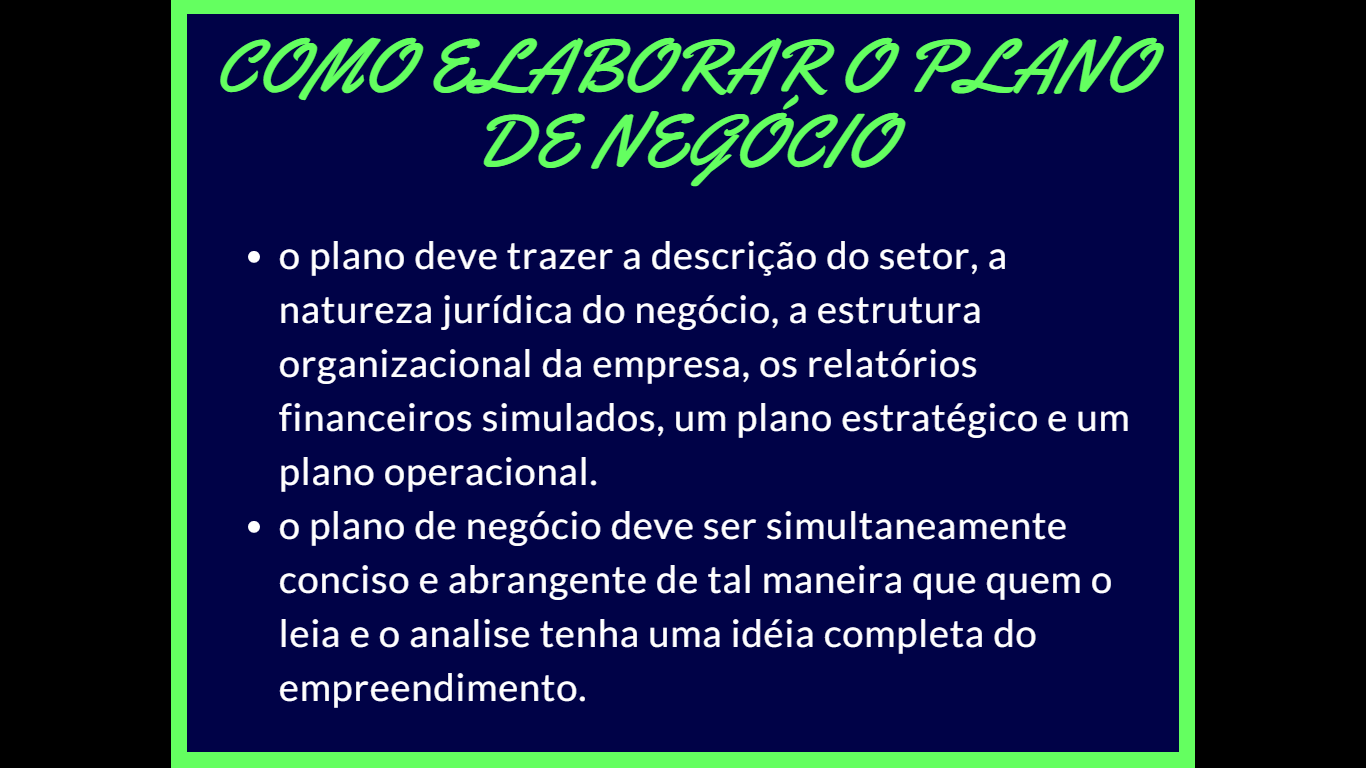 COMO ELABORAR O PLANO
DE NEGÓCIO
• o plano deve trazer a descrição do setor, a
natureza jurídica do negócio, a estrutura
organizacional da empresa, os relatórios
financeiros simulados, um plano estratégico e um
plano operacional.
• o plano de negócio deve ser simultaneamente
conciso e abrangente de tal maneira que quem o
leia e o analise tenha uma idéia completa do
empreendimento.